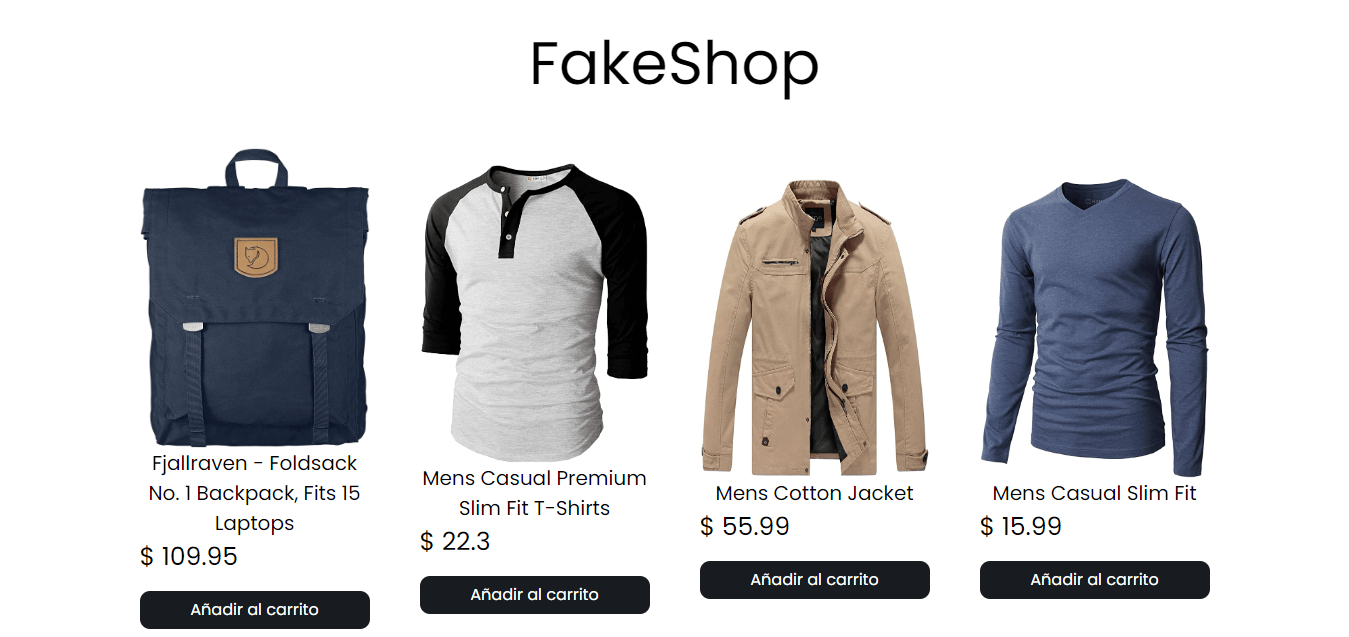 FakeShop
Fjallraven - Foldsack
No. 1 Backpack, Fits 15
Laptops
$ 109.95
Añadir al carrito
Mens Casual Premium
Slim Fit T-Shirts
$ 22.3
Añadir al carrito
Mens Cotton Jacket
$ 55.99
Añadir al carrito
Mens Casual Slim Fit
$ 15.99
Añadir al carrito